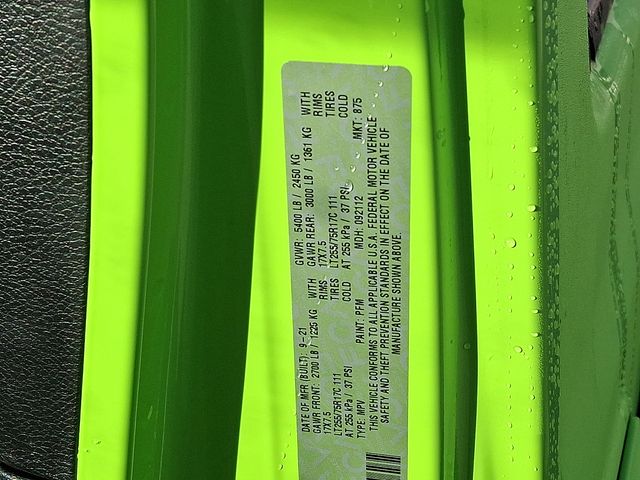 DATE OF MFR (BUILT): 9-21 GVWR: 5400 LB / 2450 KG
GAWR FRONT: 2700 LB / 1225 KG WITH GAWR REAR: 3000 LB / 1361 KG WITH
17X7.5 RIMS 17X7.5 RIMS
LT255/75R17C 111 TIRES LT255/75R17C 111 TIRES
AT 255 kPa / 37 PSI COLD AT 255 kPa / 37 PSI COLD
TYPE: MPV PAINT: PFM MDH: 092112 MKT: 875
THIS VEHICLE CONFORMS TO ALL APPLICABLE U.S.A. FEDERAL MOTOR VEHICLE
SAFETY AND THEFT PREVENTION STANDARDS IN EFFECT ON THE DATE OF
MANUFACTURE SHOWN ABOVE.